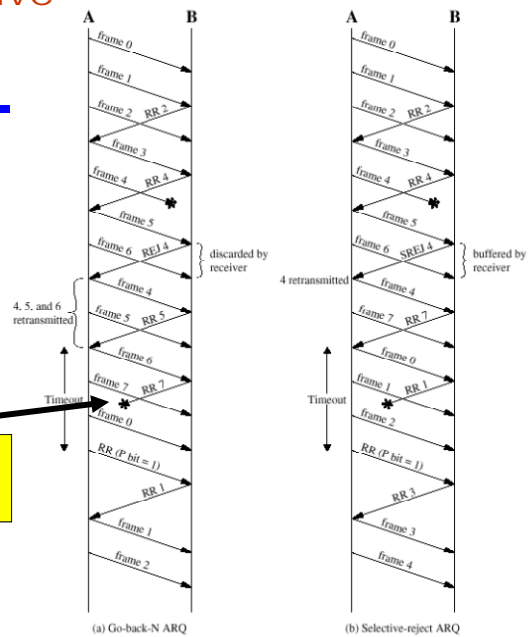 A
B
frame 0
frame 1
frame 2
RR 2
frame 3
frame 4
RR 4
frame 5
frame 6
REJ 4
discarded by
receiver
4, 5, and 6
retransmitted
frame 4
frame 5
RR 5
frame 6
frame 7
RR 7
Timeout
frame 0
RR (P bit = 1)
RR 1
frame 1
frame 2
(a) Go-back-N ARQ
A
B
frame 0
frame 1
frame 2
RR 2
frame 3
frame 4
RR 4
frame 5
frame 6
SREJ 4
buffered by
receiver
4 retransmitted
frame 4
frame 7
RR 7
frame 0
frame 1
RR 1
Timeout
frame 2
RR (P bit = 1)
RR 3
frame 3
frame 4
(b) Selective-reject ARQ